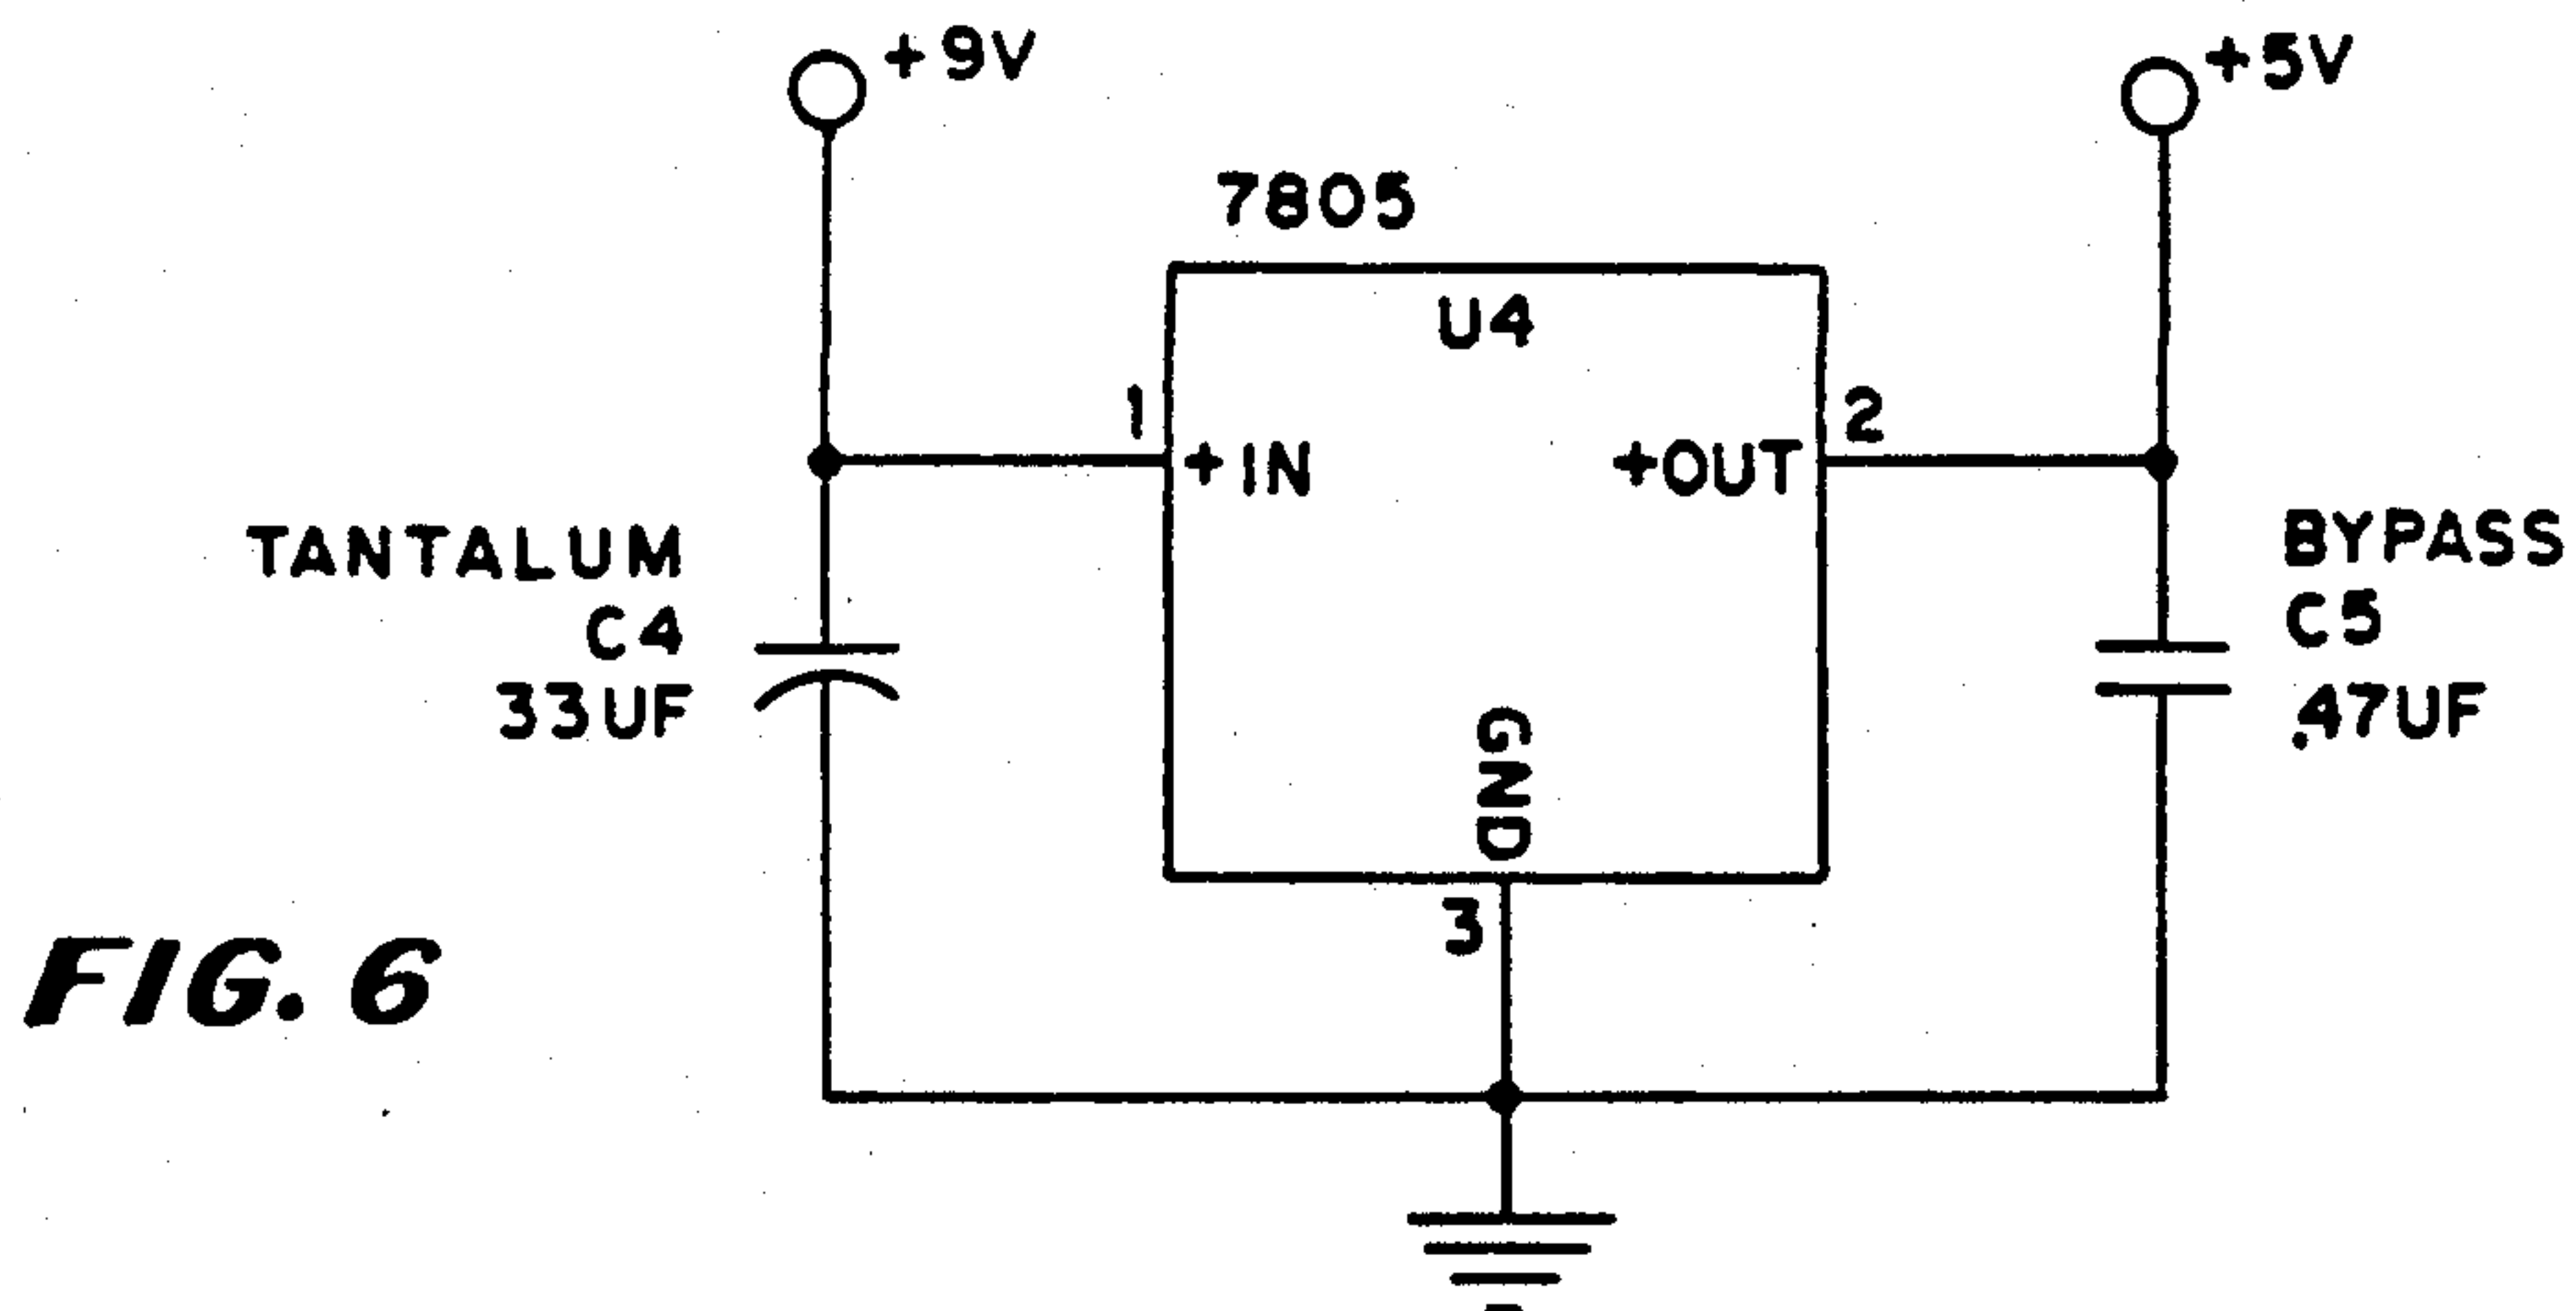 +9V
+5V
7805
U4
1
2
+IN
+OUT
TANTALUM
C4
33UF
BYPASS
C5
.47UF
GND
3
FIG. 6